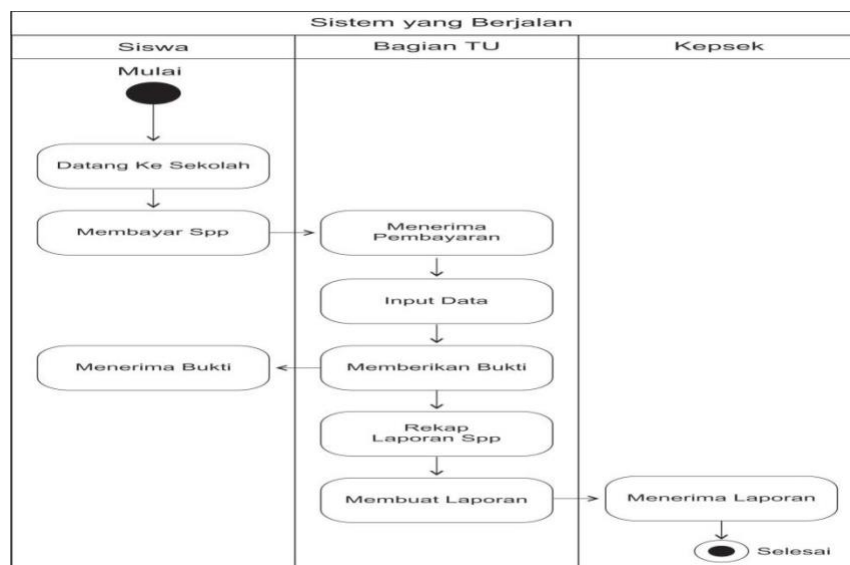 Sistem yang Berjalan
Siswa
Bagian TU
Kepsek
Mulai
Datang Ke Sekolah
Membayar Spp
Menerima
Pembayaran
Input Data
Menerima Bukti
Memberikan Bukti
Rekap
Laporan Spp
Membuat Laporan
Menerima Laporan
Selesai